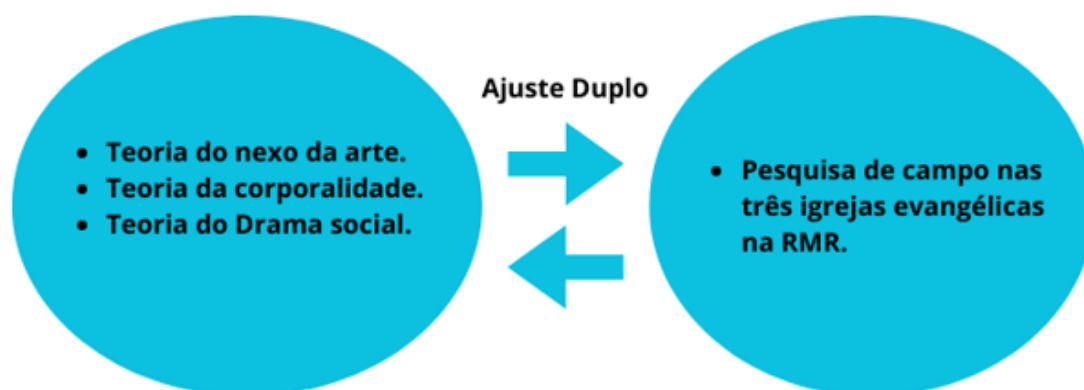 Ajuste Duplo
• Teoria do nexo da arte.
• Teoria da corporalidade.
• Teoria do Drama social.
• Pesquisa de campo nas
três igrejas evangélicas
na RMR.